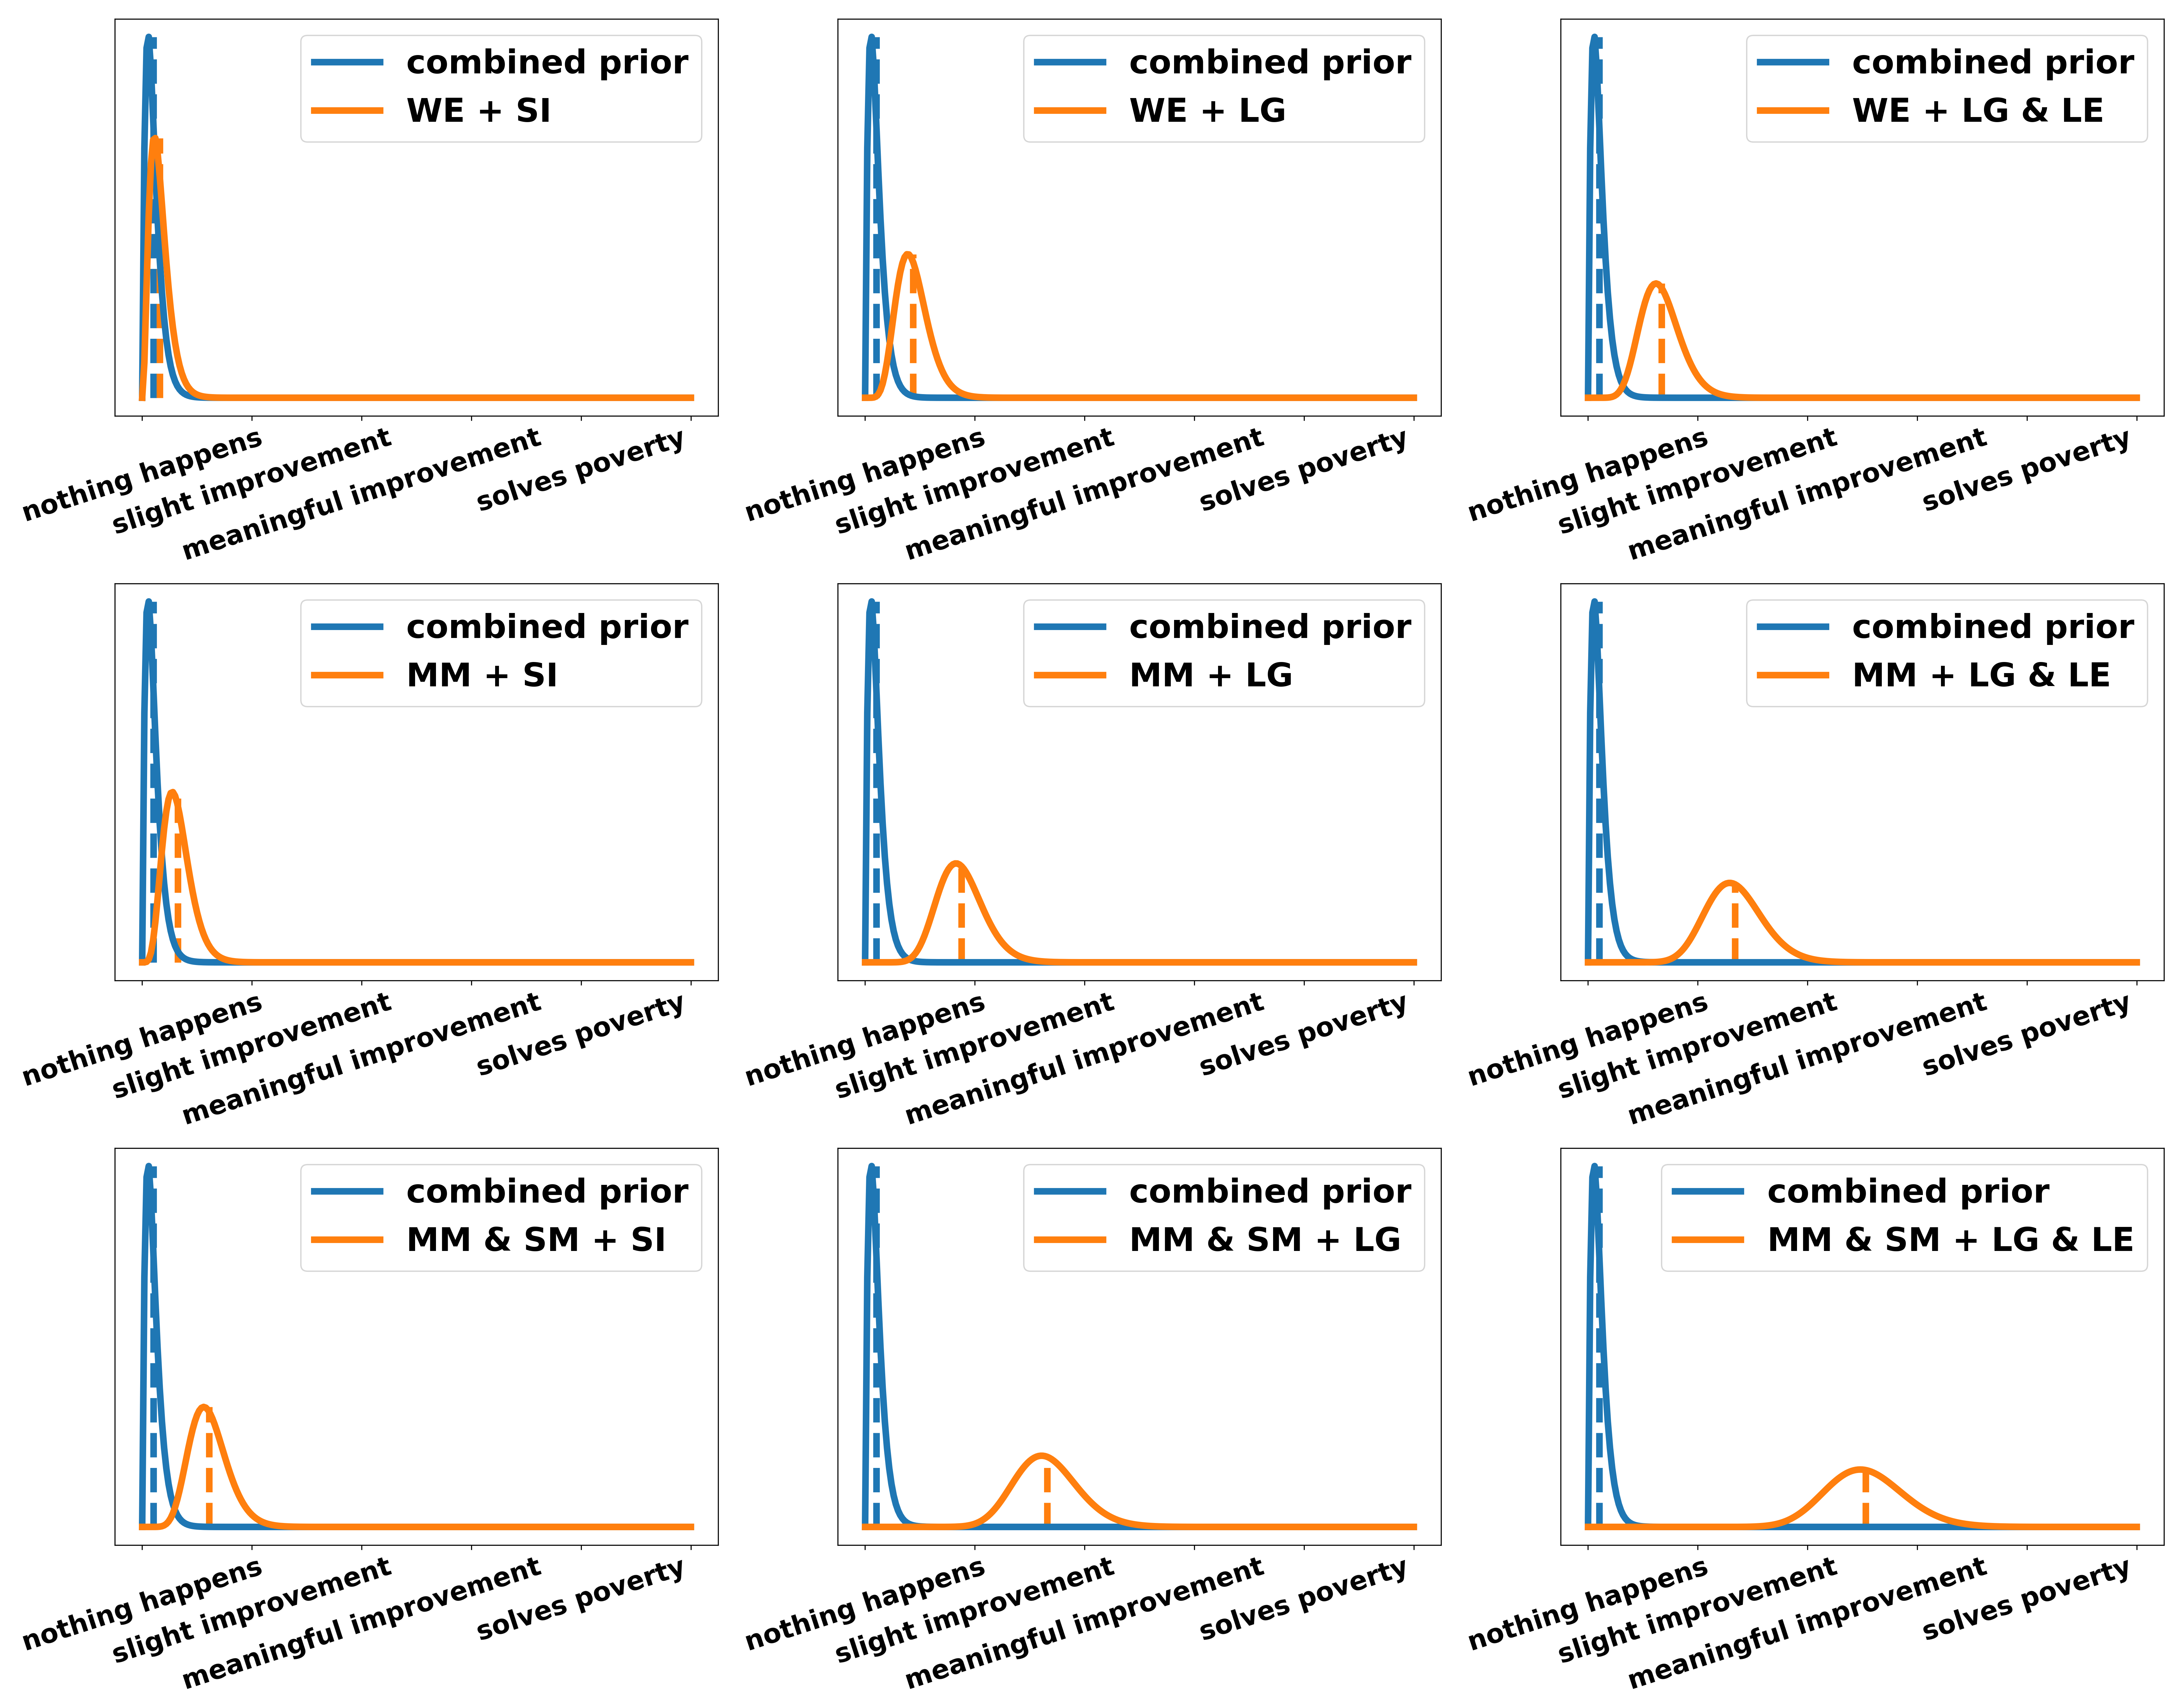 combined prior
WE + SI
nothing happens
slight improvement
meaningful improvement
solves poverty
combined prior
WE + LG
nothing happens
slight improvement
meaningful improvement
solves poverty
combined prior
WE + LG & LE
nothing happens
slight improvement
meaningful improvement
solves poverty
combined prior
MM + SI
nothing happens
slight improvement
meaningful improvement
solves poverty
combined prior
MM + LG
nothing happens
slight improvement
meaningful improvement
solves poverty
combined prior
MM + LG & LE
nothing happens
slight improvement
meaningful improvement
solves poverty
combined prior
MM & SM + SI
nothing happens
slight improvement
meaningful improvement
solves poverty
combined prior
MM & SM + LG
nothing happens
slight improvement
meaningful improvement
solves poverty
combined prior
MM & SM + LG & LE
nothing happens
slight improvement
meaningful improvement
solves poverty